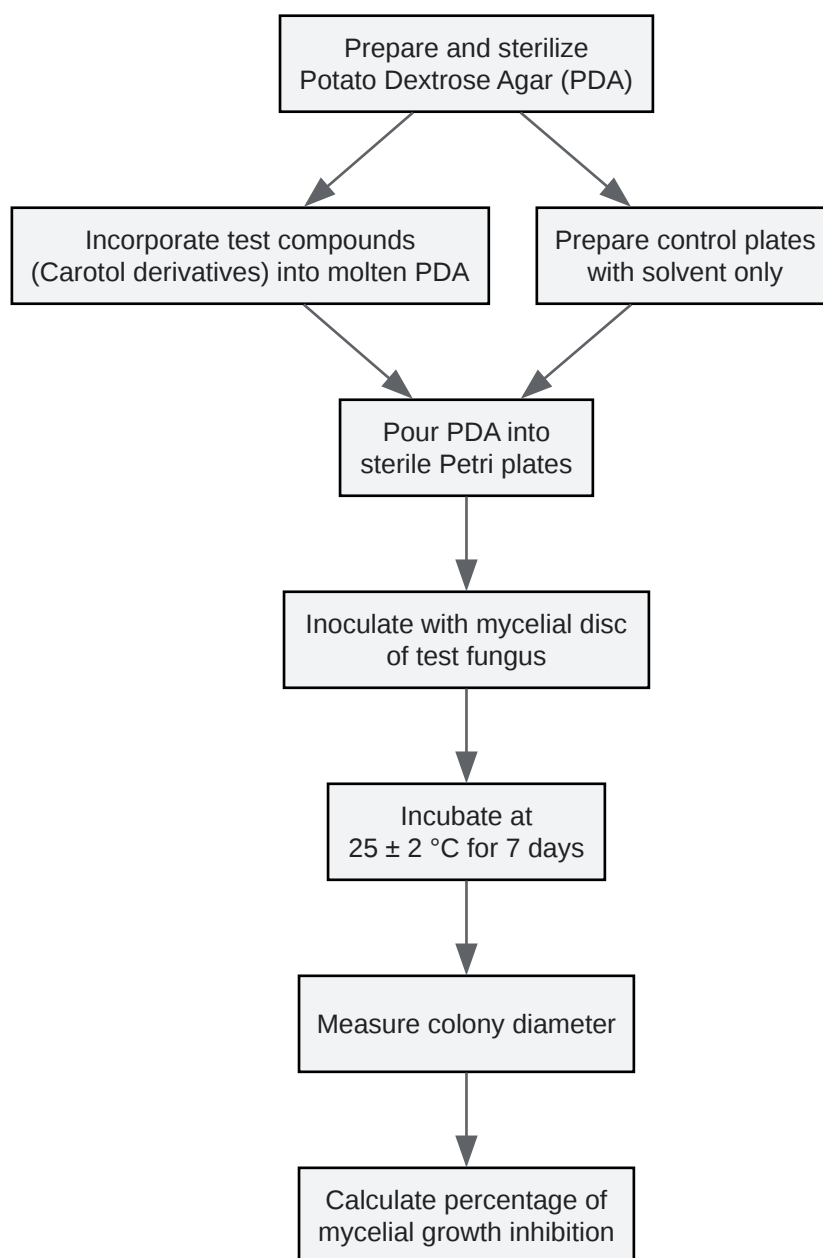 Prepare and sterilize
Potato Dextrose Agar (PDA)
Incorporate test compounds
(Carotol derivatives) into molten PDA
Prepare control plates
with solvent only
Pour PDA into
sterile Petri plates
Inoculate with mycelial disc
of test fungus
Incubate at
25 ± 2 °C for 7 days
Measure colony diameter
Calculate percentage of
mycelial growth inhibition